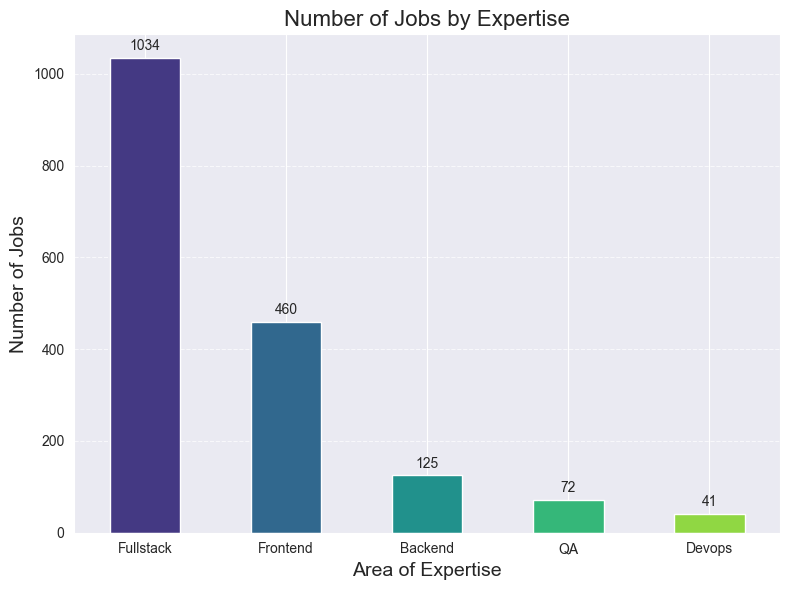 Number of Jobs by Expertise
1034
1000
800
600
460
400
200
125
72
41
0
Number of Jobs
Fullstack Frontend Backend QA Devops
Area of Expertise